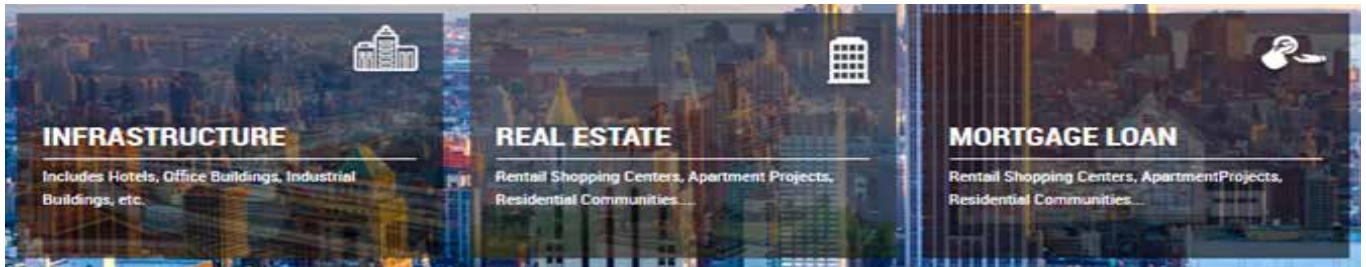 INFRASTRUCTURE
Includes Hotels, Office Buildings, Industrial
Buildings, etc.
REAL ESTATE
Rentail Shopping Centers, Apartment Projects,
Residential Communities....
MORTGAGE LOAN
Rentail Shopping Centers, ApartmentProjects,
Residential Communities...